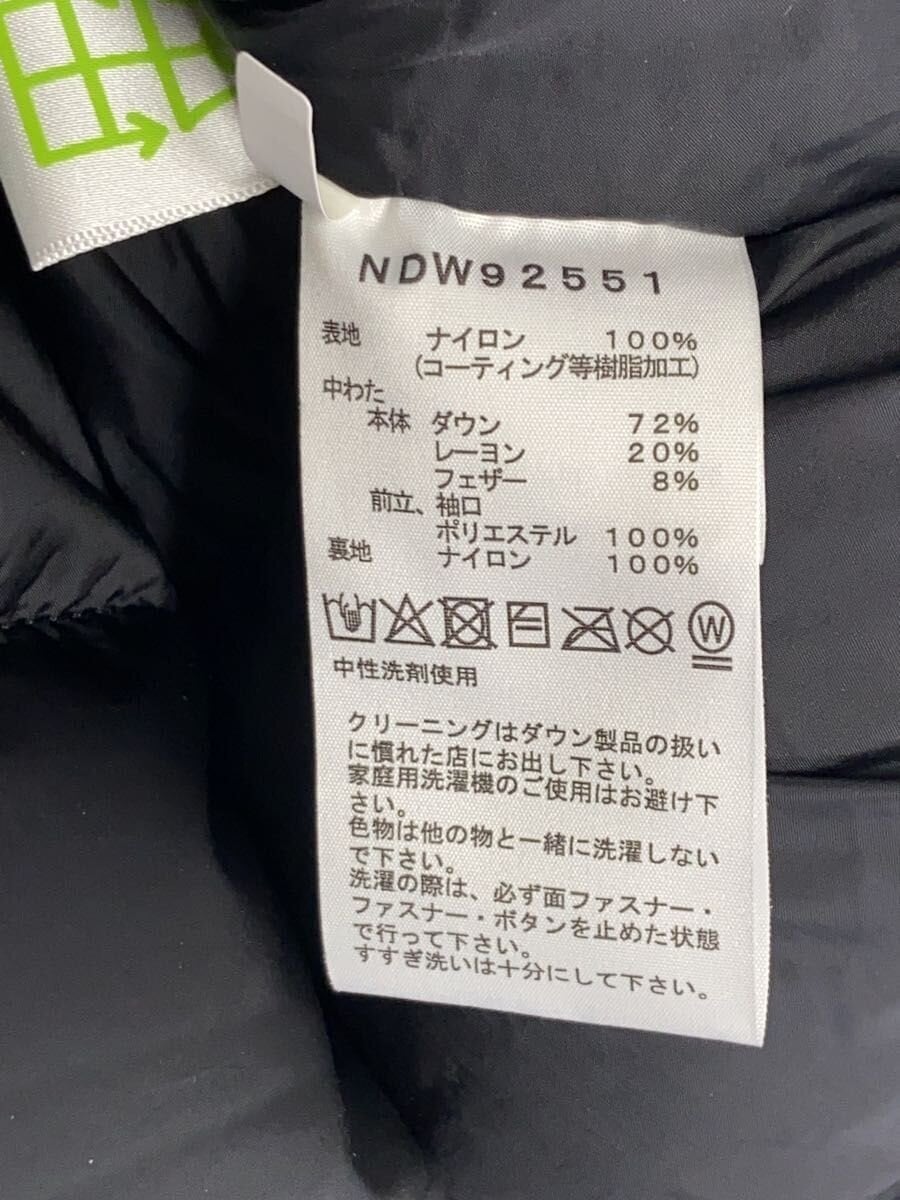 NDW92551
表地 ナイロン 100%
(コーティング等樹脂加工)
中わた
本体 ダウン 72%
レーヨン 20%
フェザー 8%
前立、袖口
ポリエステル 100%
裏地 ナイロン 100%
W
中性洗剤使用
クリーニングはダウン製品の扱い
に慣れた店にお出し下さい。
家庭用洗濯機のご使用はお避け下
さい。
色物は他の物と一緒に洗濯しない
で下さい。
洗濯の際は、必ず面ファスナー・
ファスナー・ボタンを止めた状態
で行って下さい。
すすぎ洗いは十分にして下さい。